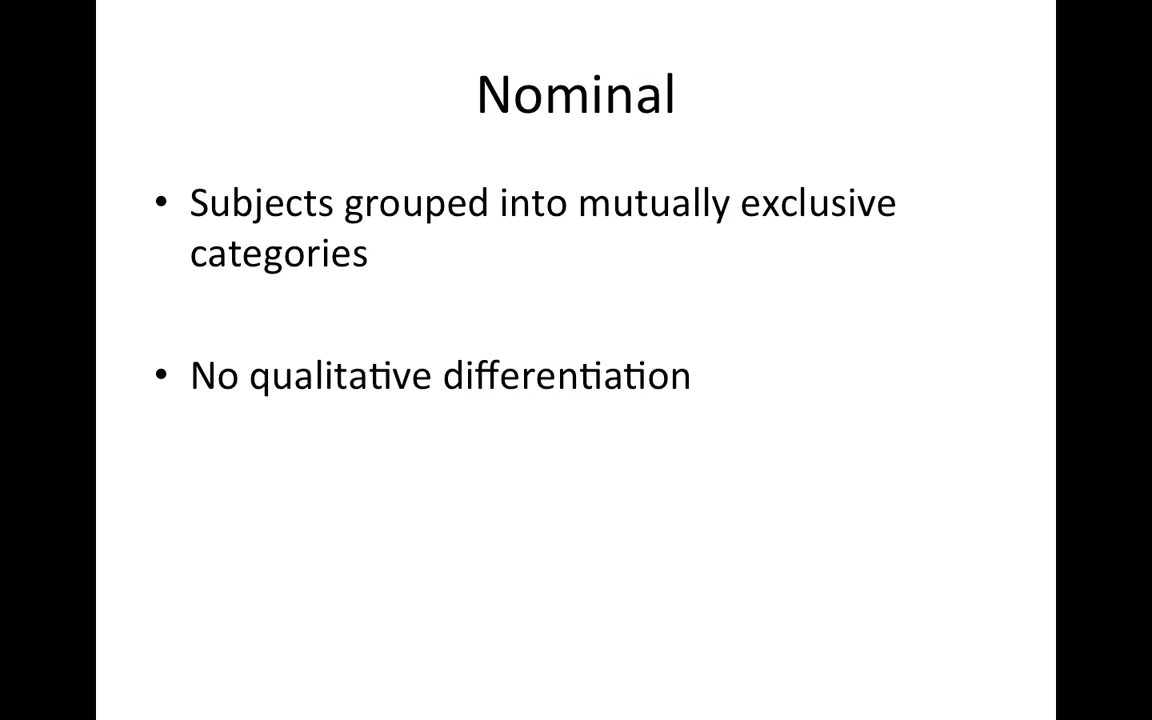 Nominal
• Subjects grouped into mutually exclusive
categories
• No qualitative differentiation